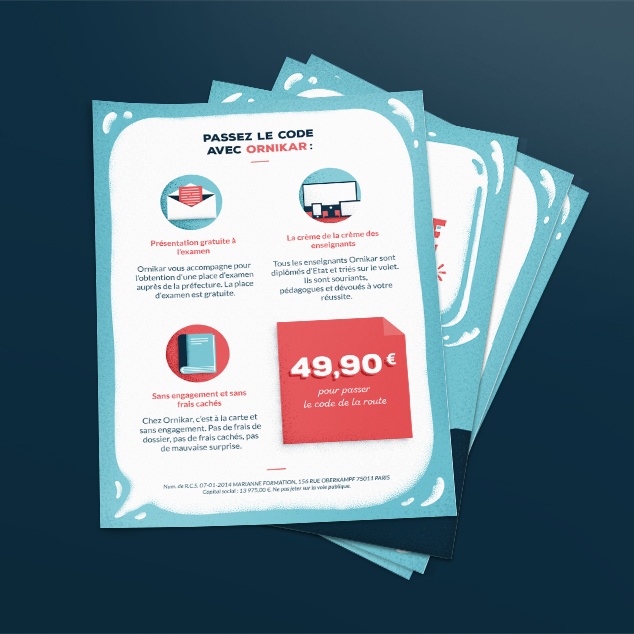 PASSEZ LE CODE
AVEC ORNIKAR :
Présentation gratuite à
l'examen
Ornikar vous accompagne pour
l'obtention d'une place d'examen
auprès de la préfecture. La place
d'examen est gratuite.
La crème de la crème des
enseignants
Tous les enseignants Ornikar sont
diplômés d'Etat et triés sur le volet.
Ils sont souriants,
pédagogues et dévoués à votre
réussite.
Sans engagement et sans
frais cachés
Chez Ornikar, c'est à la carte et
sans engagement. Pas de frais de
dossier, pas de frais cachés, pas
de mauvaise surprise.
49,90 €
pour passer
le code de la route
Num. de R.C.S. 07-01-2014 MARIANNE FORMATION, 156 RUE OBERKAMPF 75011 PARIS
Capital social : 13 975,00 €. Ne pas jeter sur la voie publique.